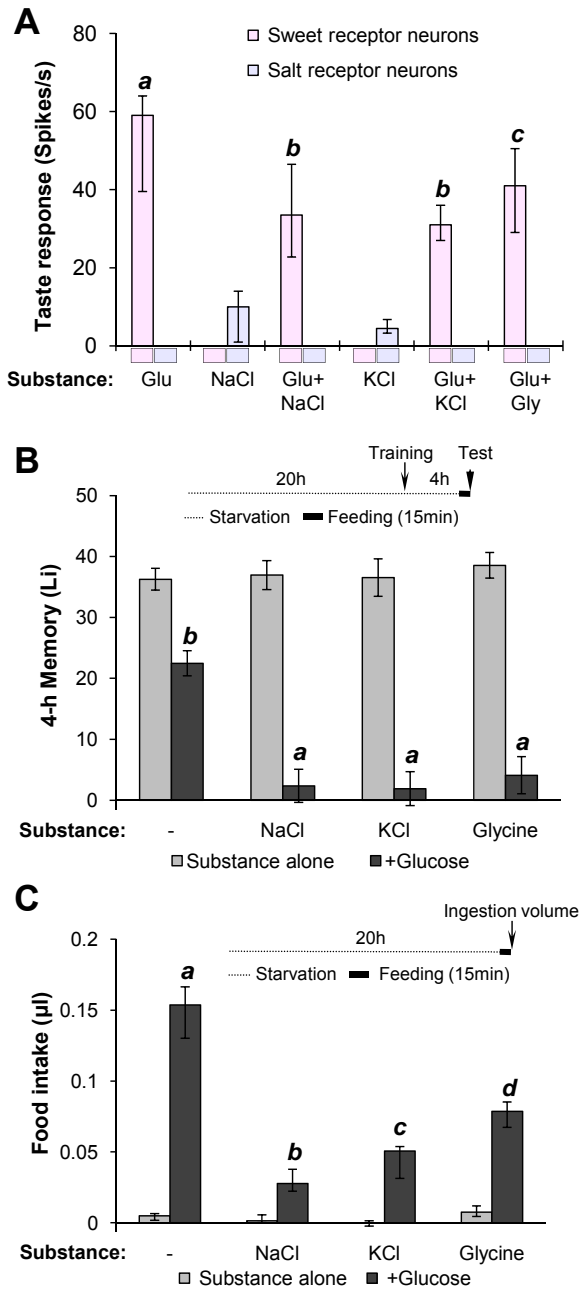 A
Taste response (Spikes/s)
80
60
40
20
0
Sweet receptor neurons
Salt receptor neurons
a
b
b
c
Substance: Glu NaCl Glu+ KCl Glu+ Glu+
NaCl KCl Gly
B
Training Test
20h 4h
Starvation Feeding (15min)
4-h Memory (Li)
50
40
30
20
10
0
b
a
a
a
Substance: - NaCl KCl Glycine
Substance alone +Glucose
C
Ingestion volume
20h
Starvation Feeding (15min)
Food intake (µl)
0.2
0.15
0.1
0.05
0
a
b
c
d
Substance: - NaCl KCl Glycine
Substance alone +Glucose